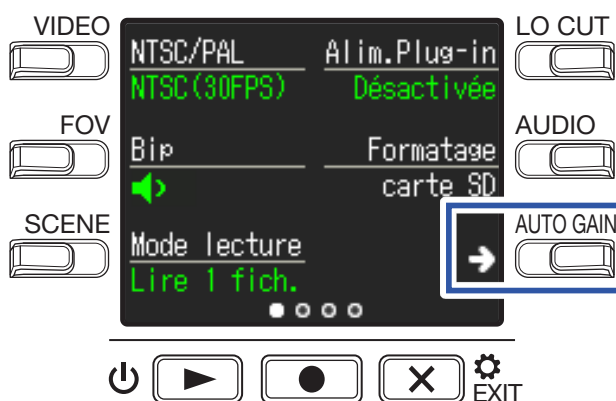 VIDEO
LO CUT
NTSC/PAL
Alim.Plug-in
NTSC(30FPS)
Désactivée
FOV
AUDIO
Bip
Formatage
carte SD
SCENE
AUTO GAIN
Mode lecture
Lire 1 fich.
EXIT